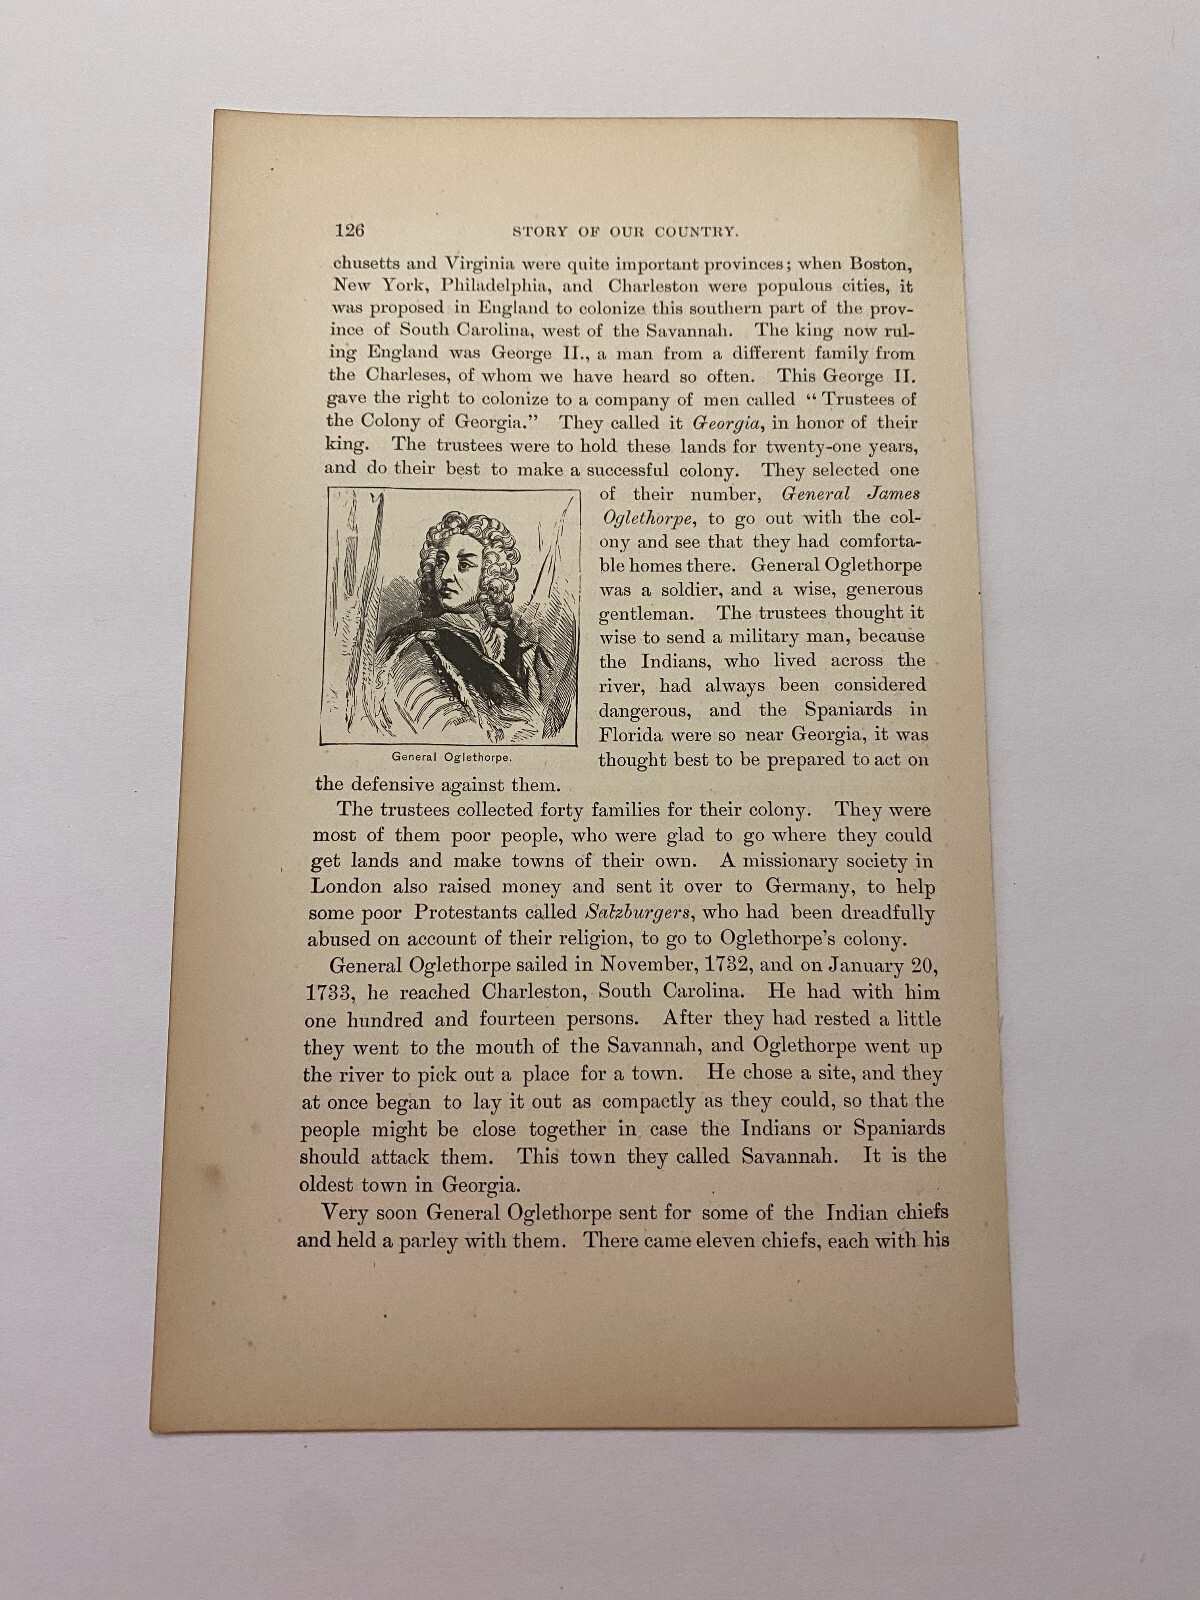 126 STORY OF OUR COUNTRY.
chusetts and Virginia were quite important provinces; when Boston,
New York, Philadelphia, and Charleston were populous cities, it
was proposed in England to colonize this southern part of the prov-
ince of South Carolina, west of the Savannah. The king now rul-
ing England was George II., a man from a different family from
the Charleses, of whom we have heard so often. This George II.
gave the right to colonize to a company of men called “Trustees of
the Colony of Georgia.” They called it Georgia, in honor of their
king. The trustees were to hold these lands for twenty-one years,
and do their best to make a successful colony. They selected one
of their number, General James
Oglethorpe, to go out with the col-
ony and see that they had comforta-
ble homes there. General Oglethorpe
was a soldier, and a wise, generous
gentleman. The trustees thought it
wise to send a military man, because
the Indians, who lived across the
river, had always been considered
dangerous, and the Spaniards in
Florida were so near Georgia, it was
thought best to be prepared to act on
General Oglethorpe.
the defensive against them.
The trustees collected forty families for their colony. They were
most of them poor people, who were glad to go where they could
get lands and make towns of their own. A missionary society in
London also raised money and sent it over to Germany, to help
some poor Protestants called Salzburgers, who had been dreadfully
abused on account of their religion, to go to Oglethorpe's colony.
General Oglethorpe sailed in November, 1732, and on January 20,
1733, he reached Charleston, South Carolina. He had with him
one hundred and fourteen persons. After they had rested a little
they went to the mouth of the Savannah, and Oglethorpe went up
the river to pick out a place for a town. He chose a site, and they
at once began to lay it out as compactly as they could, so that the
people might be close together in case the Indians or Spaniards
should attack them. This town they called Savannah. It is the
oldest town in Georgia.
Very soon General Oglethorpe sent for some of the Indian chiefs
and held a parley with them. There came eleven chiefs, each with his